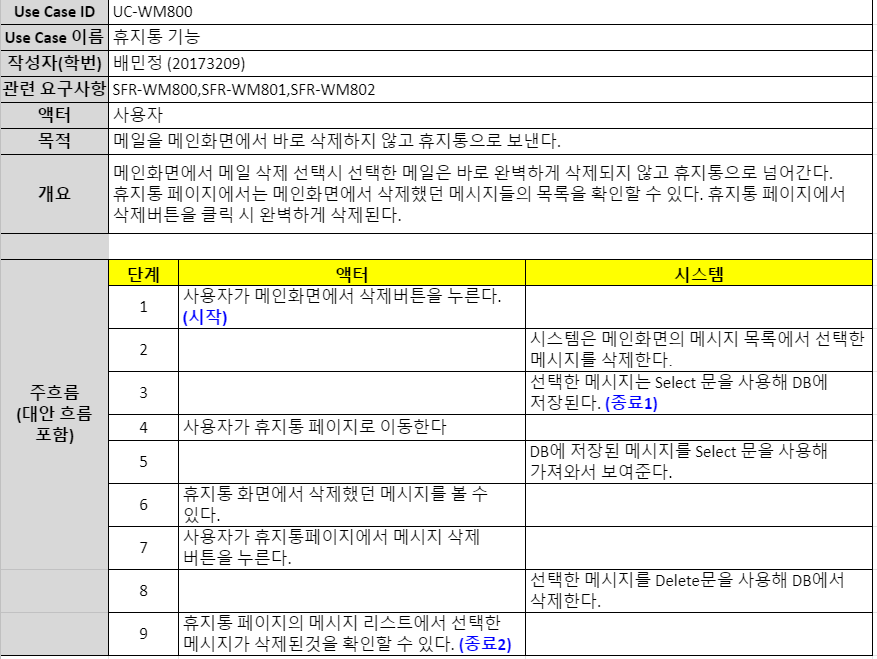 Use Case ID UC-WM800
Use Case 이름 휴지통 기능
작성자(학번) 배민정 (20173209)
관련 요구사항 SFR-WM800,SFR-WM801,SFR-WM802
액터 사용자
목적 메일을 메인화면에서 바로 삭제하지 않고 휴지통으로 보낸다.
개요 메인화면에서 메일 삭제 선택시 선택한 메일은 바로 완벽하게 삭제되지 않고 휴지통으로 넘어간다.
휴지통 페이지에서는 메인화면에서 삭제했던 메시지들의 목록을 확인할 수 있다. 휴지통 페이지에서
삭제버튼을 클릭 시 완벽하게 삭제된다.
주흐름
(대안 흐름
포함)
단계 액터 시스템
1 사용자가 메인화면에서 삭제버튼을 누른다.
(시작)
2 시스템은 메인화면의 메시지 목록에서 선택한
메시지를 삭제한다.
3 선택한 메시지는 Select 문을 사용해 DB에
저장된다. (종료1)
4 사용자가 휴지통 페이지로 이동한다
5 DB에 저장된 메시지를 Select 문을 사용해
가져와서 보여준다.
6 휴지통 화면에서 삭제했던 메시지를 볼 수
있다.
7 사용자가 휴지통페이지에서 메시지 삭제
버튼을 누른다.
8 선택한 메시지를 Delete문을 사용해 DB에서
삭제한다.
9 휴지통 페이지의 메시지 리스트에서 선택한
메시지가 삭제된것을 확인할 수 있다. (종료2)